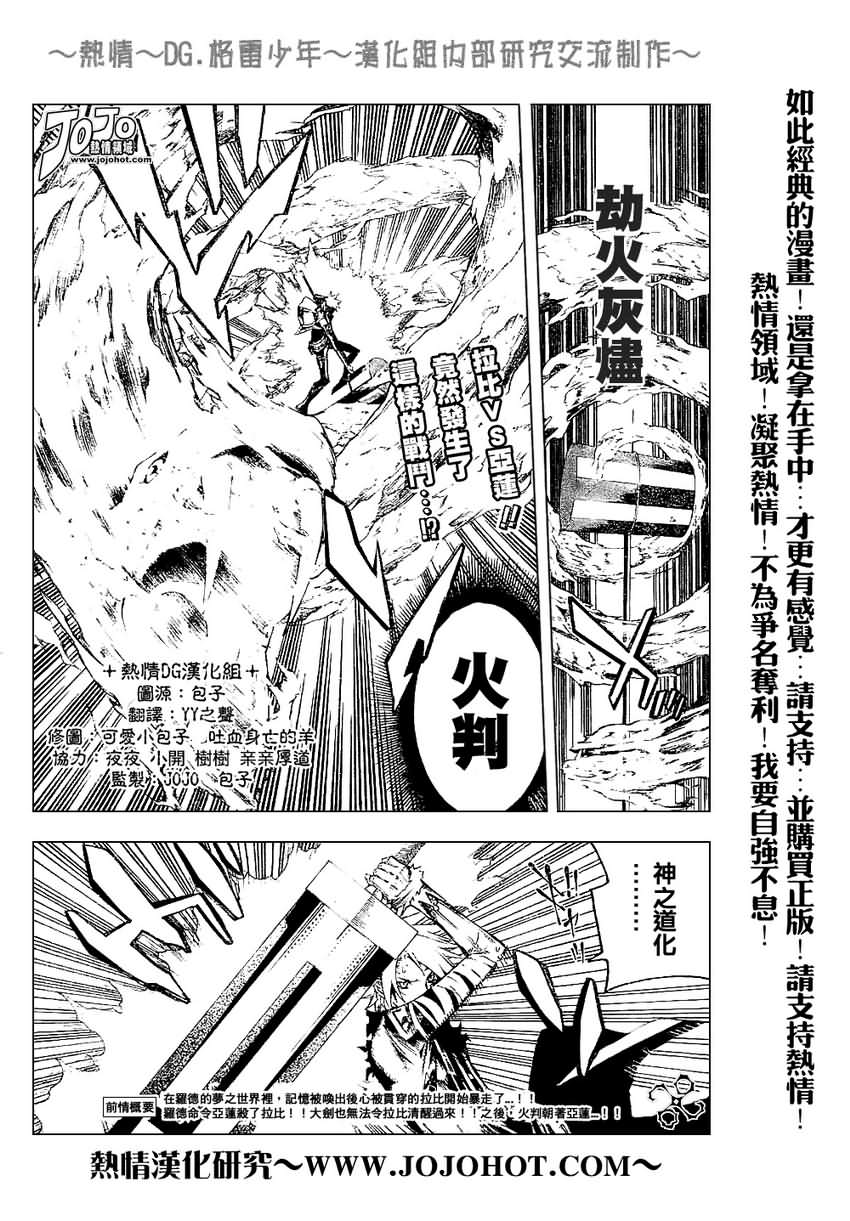 ～熱情～DG.格雷少年～漢化組內部研究交流制作～
如此經典的漫畫！還是拿在手中…才更有感覺…請支持…並購買正版！請支持熱情！
熱情領域！凝聚熱情！不為爭名奪利！我要自強不息！
JOJO
熱情領域
www.jojohot.com
劫火灰燼
拉比vs亞蓮!!
竟然發生了
這樣的戰鬥…!?
火判
+熱情DG漢化組+
圖源：包子
翻譯：YY之聲
修圖：可愛小包子 吐血身亡的羊
協力：夜夜 小開 樹樹 亲亲厚道
監製：JOJO 包子
神之道化
………
前情概要
在羅德的夢之世界裡，記憶被喚出後心被貫穿的拉比開始暴走了…！！
羅德命令亞蓮殺了拉比！！大劍也無法令拉比清醒過來！！之後，火判朝著亞蓮…！！
熱情漢化研究～WWW.JOJOHOT.COM～